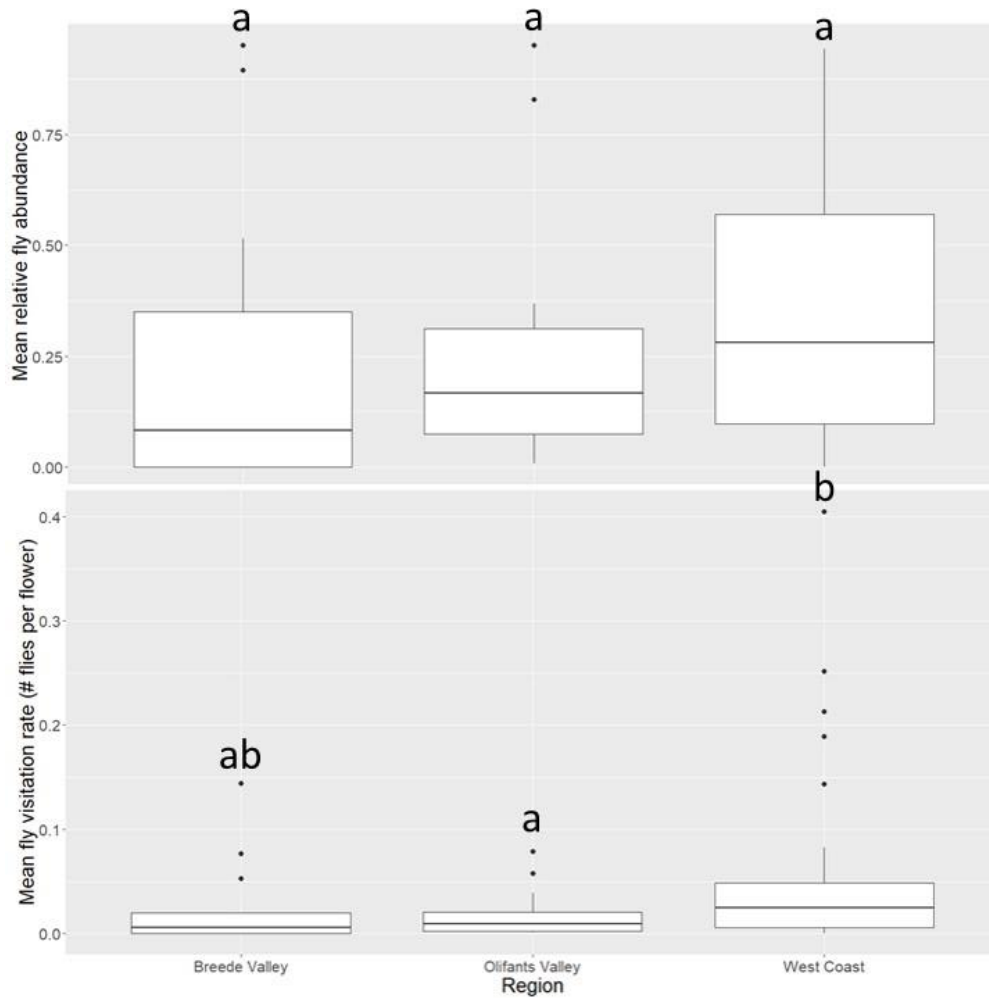 a a a
Mean relative fly abundance
0.75
0.50
0.25
0.00
ab a b
Mean fly visitation rate (# flies per flower)
0.4
0.3
0.2
0.1
0.0
Breede Valley Olifants Valley West Coast
Region